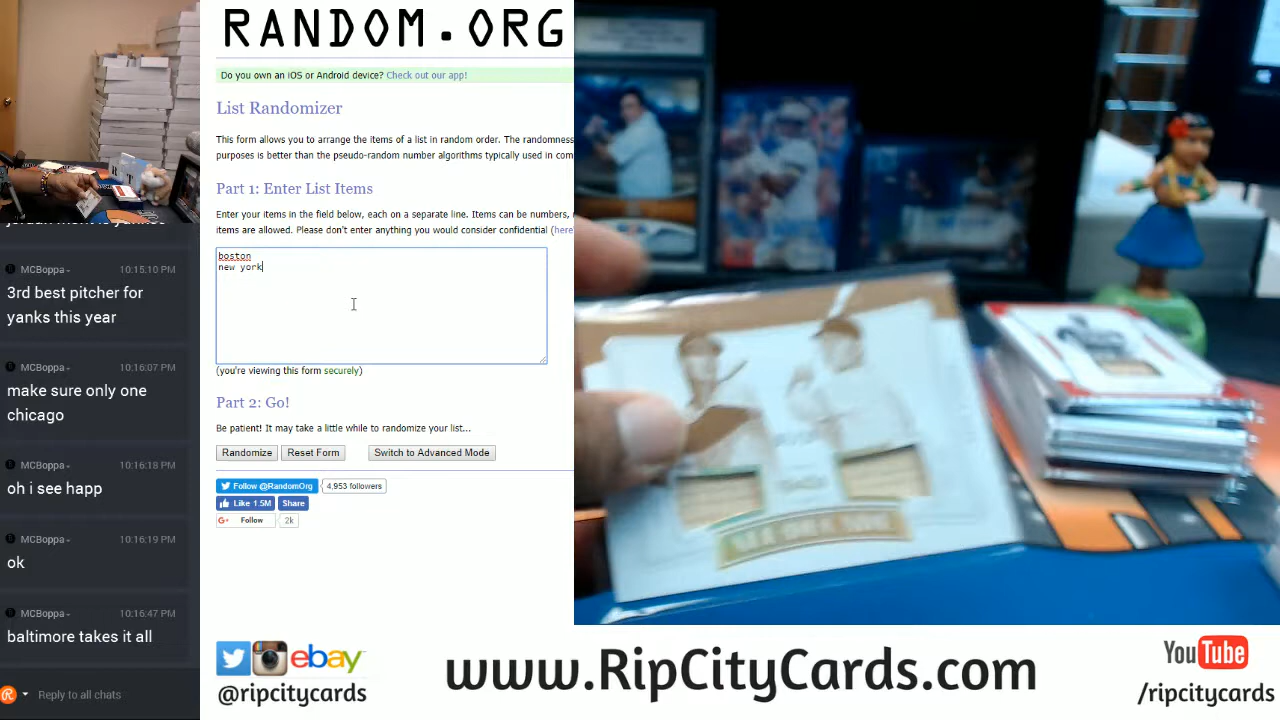 RANDOM.ORG
Do you own an iOS or Android device? Check out our app!
List Randomizer
This form allows you to arrange the items of a list in random order. The randomness
purposes is better than the pseudo-random number algorithms typically used in com
Part 1: Enter List Items
Enter your items in the field below, each on a separate line. Items can be numbers,
items are allowed. Please don't enter anything you would consider confidential (here
boston
new york
(you're viewing this form securely)
Part 2: Go!
Be patient! It may take a little while to randomize your list...
Randomize
Reset Form
Switch to Advanced Mode
Follow @RandomOrg
4,953 followers
Like 1.5M
Share
G+ Follow
2k
MCBoppa
10:15:10 PM
3rd best pitcher for
yanks this year
MCBoppa
10:16:07 PM
make sure only one
chicago
MCBoppa
10:16:18 PM
oh i see happ
MCBoppa
10:16:19 PM
ok
MCBoppa
10:16:47 PM
baltimore takes it all
Reply to all chats
ebay
@ripcitycards
www.RipCityCards.com
YouTube
/ripcitycards